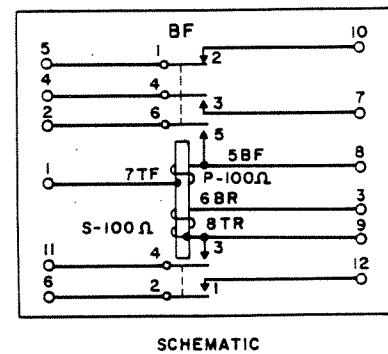 BF
5 1 2 10
4 4 3 7
2 6 5 8
5BF
1 7TF P-100Ω
6BR 3
S-100Ω 8TR 9
11 4 3
6 2 1 12
SCHEMATIC